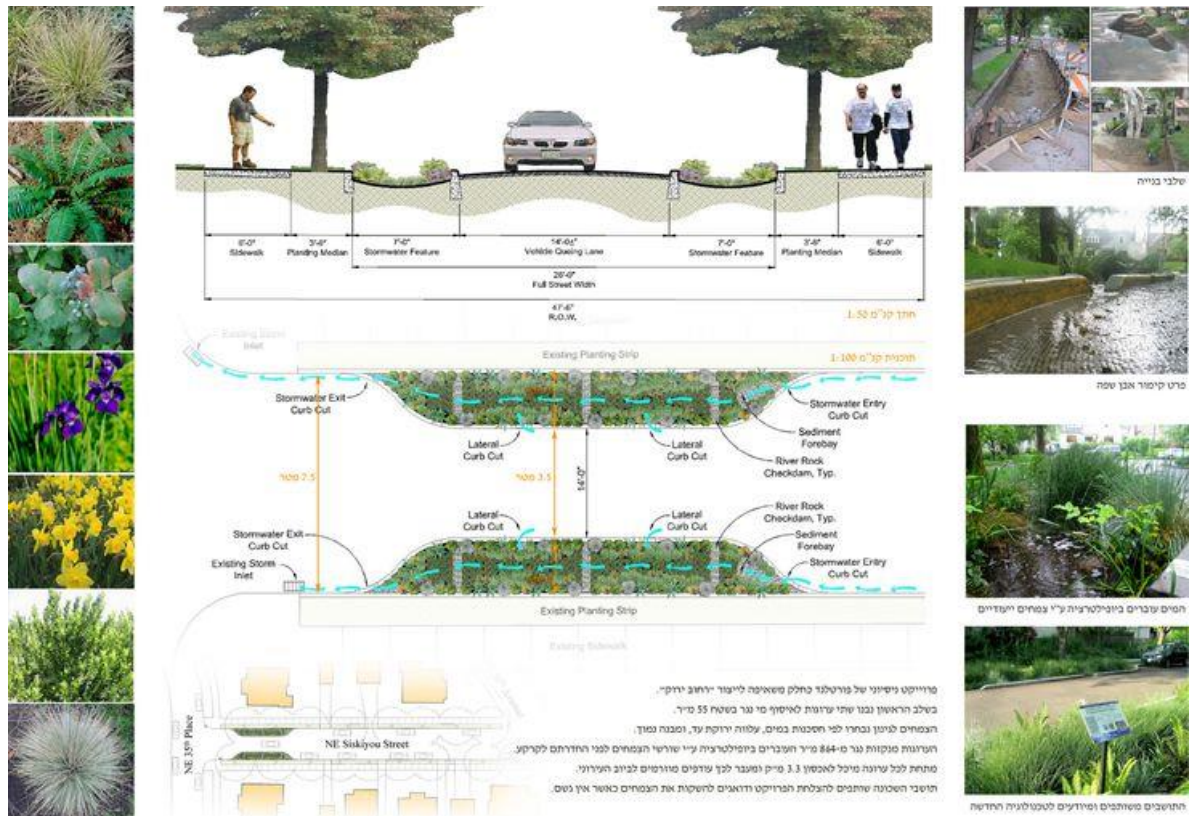 6'-0"
Sidewalk
3'-6"
Planting Median
7'-0"
Stormwater Feature
14'-0"
Vehicle Queing Lane
7'-0"
Stormwater Feature
3'-6"
Planting Median
6'-0"
Sidewalk
28'-0"
Full Street Width
47'-6"
R.O.W.
חתך קנ"מ 1:50
Existing Storm
Inlet
Existing Planting Strip
תוכנית קנ"מ 1:100
Stormwater Exit
Curb Cut
Stormwater Entry
Curb Cut
Lateral
Curb Cut
Lateral
Curb Cut
Sediment
Forebay
River Rock
Checkdam, Typ.
7.5 מטר
3.5 מטר
14'-0"
Lateral
Curb Cut
Lateral
Curb Cut
River Rock
Checkdam, Typ.
Sediment
Forebay
Stormwater Exit
Curb Cut
Stormwater Entry
Curb Cut
Existing Storm
Inlet
Existing Planting Strip
Existing Sidewalk
NE 35th Place
NE Siskiyou Street
פרוייקט ניסיוני של פורטלנד כחלק משאיפה לייצור "רחוב ירוק".
בשלב הראשון נבנו שתי ערוגות לאיסוף מי נגר בשטח 55 מ"ר.
הצמחים לגינון נבחרו לפי חסכנות במים, עלווה ירוקת עד, ומבנה נמוך.
הערוגות מנקזות נגר מ-864 מ"ר העוברים ביופילטרציה ע"י שורשי הצמחים לפני החדרתם לקרקע.
מתחת לכל ערוגה מיכל לאכסון 3.3 מ"ק ומעבר לכך עודפים מוזרמים לביוב העירוני.
תושבי השכונה שותפים להצלחת הפרויקט ודואגים להשקות את הצמחים כאשר אין גשם.
שלבי בנייה
פרט קימור אבן שפה
המים עוברים ביופילטרציה ע"י צמחים ייעודיים
התושבים משותפים ומיודעים לטכנולוגיה החדשה